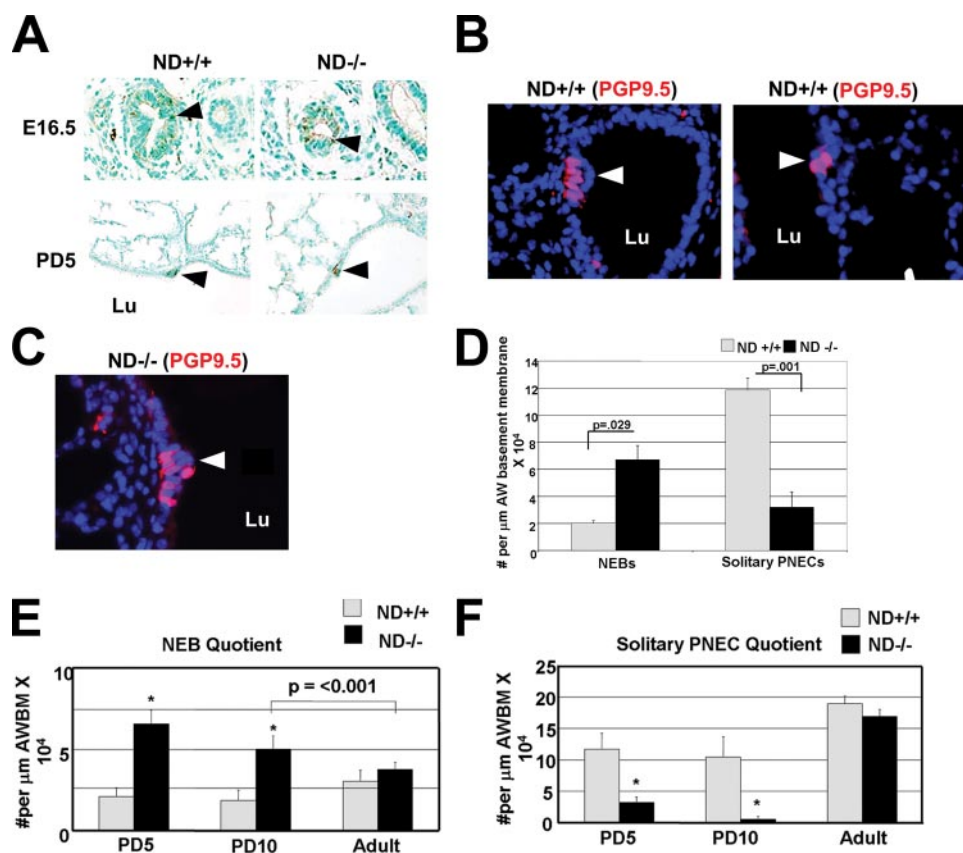 A
ND+/+ ND-/-
E16.5
PD5
Lu
B
ND+/+ (PGP9.5) ND+/+ (PGP9.5)
Lu Lu
C
ND-/- (PGP9.5)
Lu
D
ND +/+ ND -/-
# per μm AW basement membrane
X 10⁴
14
12
10
8
6
4
2
0
p=.029
p=.001
NEBs Solitary PNECs
E
ND+/+
ND-/-
NEB Quotient
#per μm AWBM X
10⁴
10
5
0
*
*
p = <0.001
PD5 PD10 Adult
F
ND+/+
ND-/-
Solitary PNEC Quotient
#per μm AWBM X
10⁴
25
20
15
10
5
0
*
*
PD5 PD10 Adult